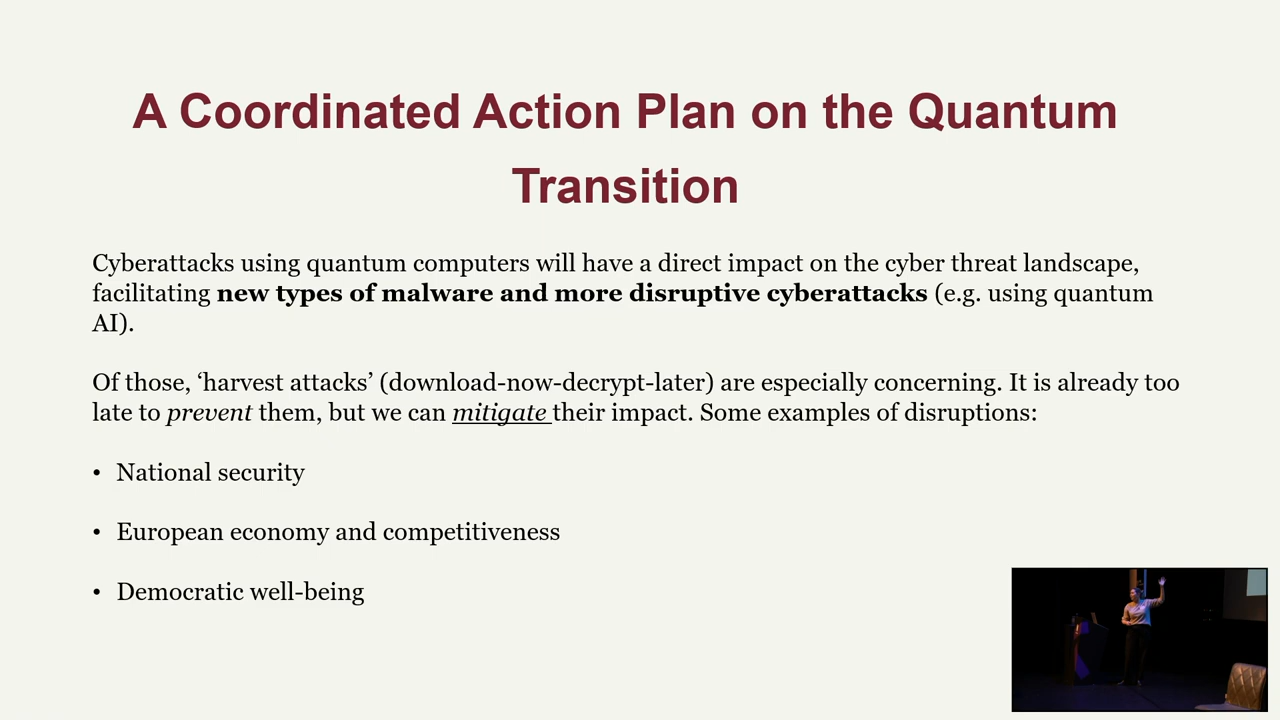 A Coordinated Action Plan on the Quantum
Transition
Cyberattacks using quantum computers will have a direct impact on the cyber threat landscape,
facilitating new types of malware and more disruptive cyberattacks (e.g. using quantum
AI).
Of those, ‘harvest attacks’ (download-now-decrypt-later) are especially concerning. It is already too
late to prevent them, but we can mitigate their impact. Some examples of disruptions:
• National security
• European economy and competitiveness
• Democratic well-being